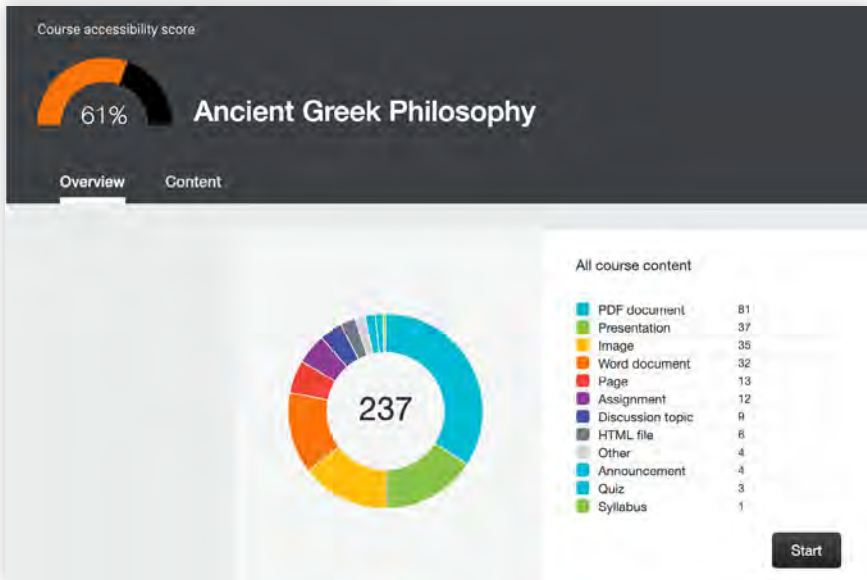 Course accessibility score
61%
Ancient Greek Philosophy
Overview Content
All course content
PDF document 81
Presentation 37
Image 35
Word document 32
Page 13
Assignment 12
Discussion topic 9
HTML file 6
Other 4
Announcement 4
Quiz 3
Syllabus 1
237
Start